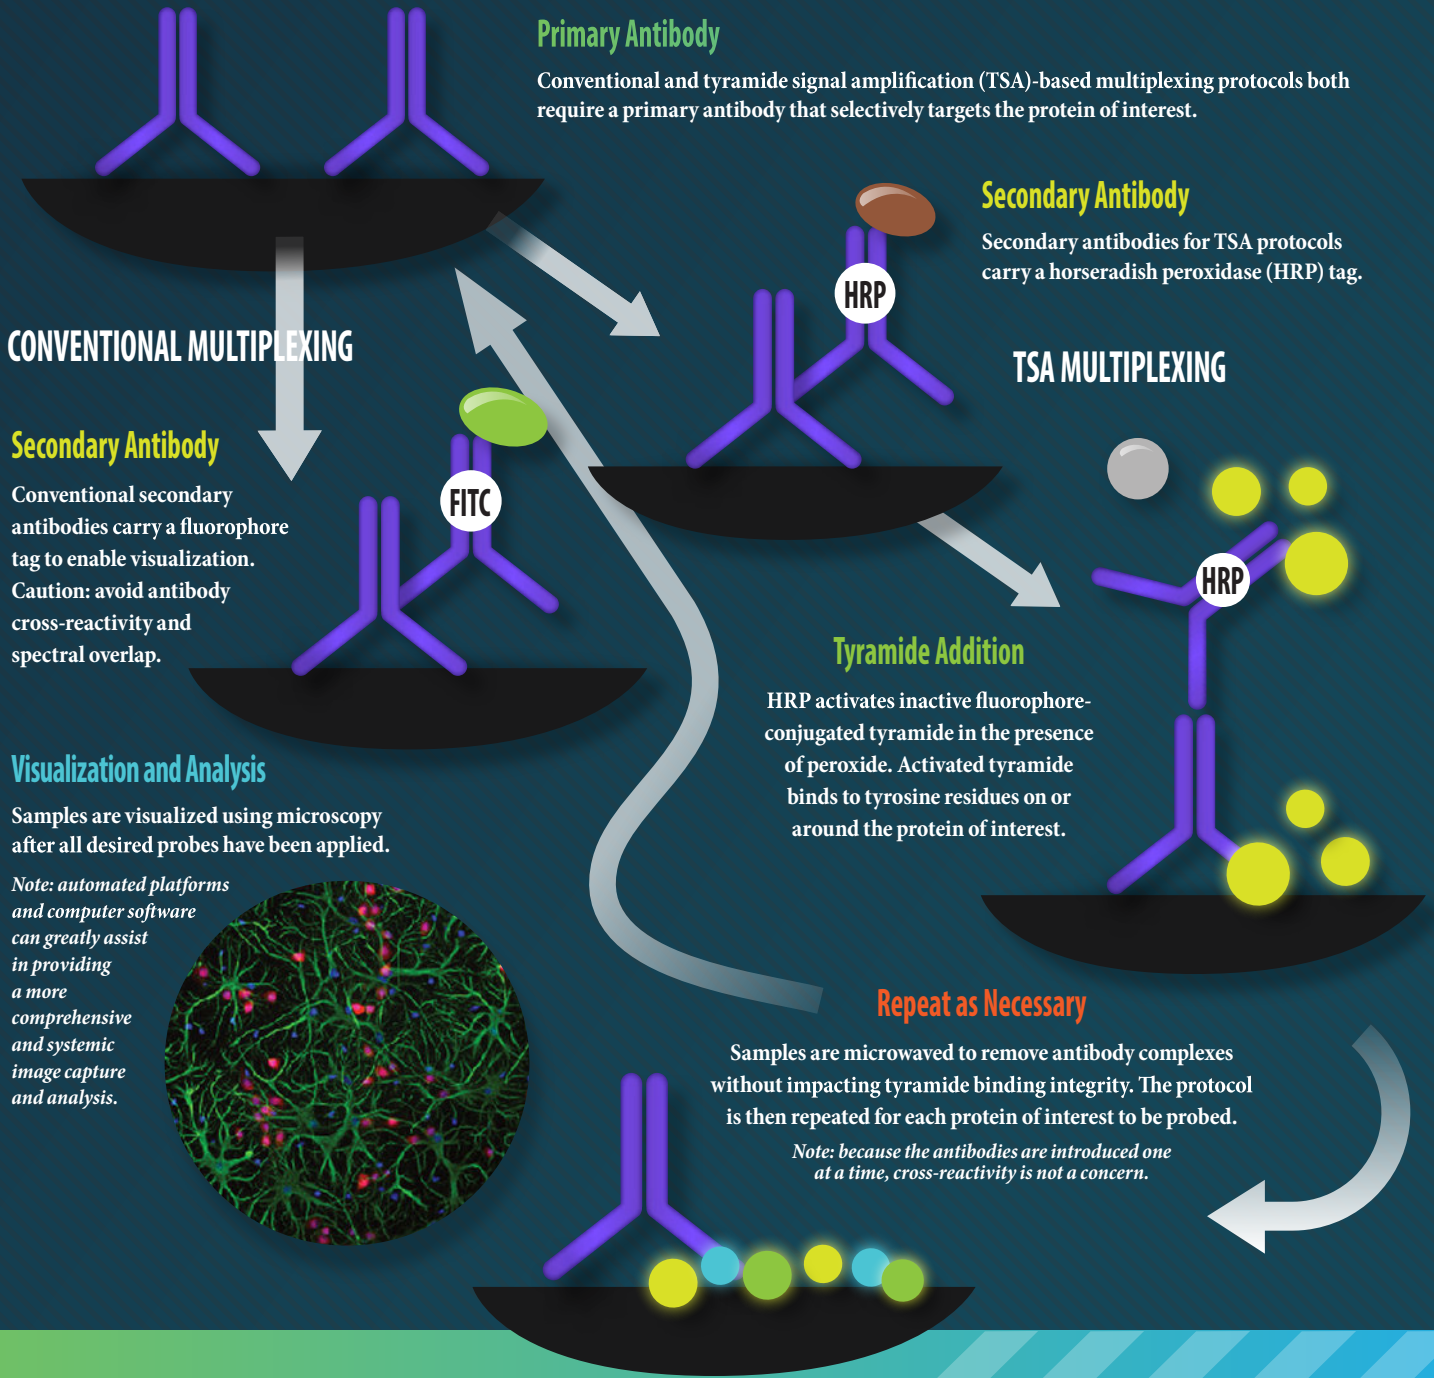 Primary Antibody
Conventional and tyramide signal amplification (TSA)-based multiplexing protocols both
require a primary antibody that selectively targets the protein of interest.
Secondary Antibody
Secondary antibodies for TSA protocols
carry a horseradish peroxidase (HRP) tag.
HRP
CONVENTIONAL MULTIPLEXING
TSA MULTIPLEXING
Secondary Antibody
Conventional secondary
antibodies carry a fluorophore
tag to enable visualization.
Caution: avoid antibody
cross-reactivity and
spectral overlap.
FITC
HRP
Tyramide Addition
HRP activates inactive fluorophore-
conjugated tyramide in the presence
of peroxide. Activated tyramide
binds to tyrosine residues on or
around the protein of interest.
Visualization and Analysis
Samples are visualized using microscopy
after all desired probes have been applied.
Note: automated platforms
and computer software
can greatly assist
in providing
a more
comprehensive
and systemic
image capture
and analysis.
Repeat as Necessary
Samples are microwaved to remove antibody complexes
without impacting tyramide binding integrity. The protocol
is then repeated for each protein of interest to be probed.
Note: because the antibodies are introduced one
at a time, cross-reactivity is not a concern.